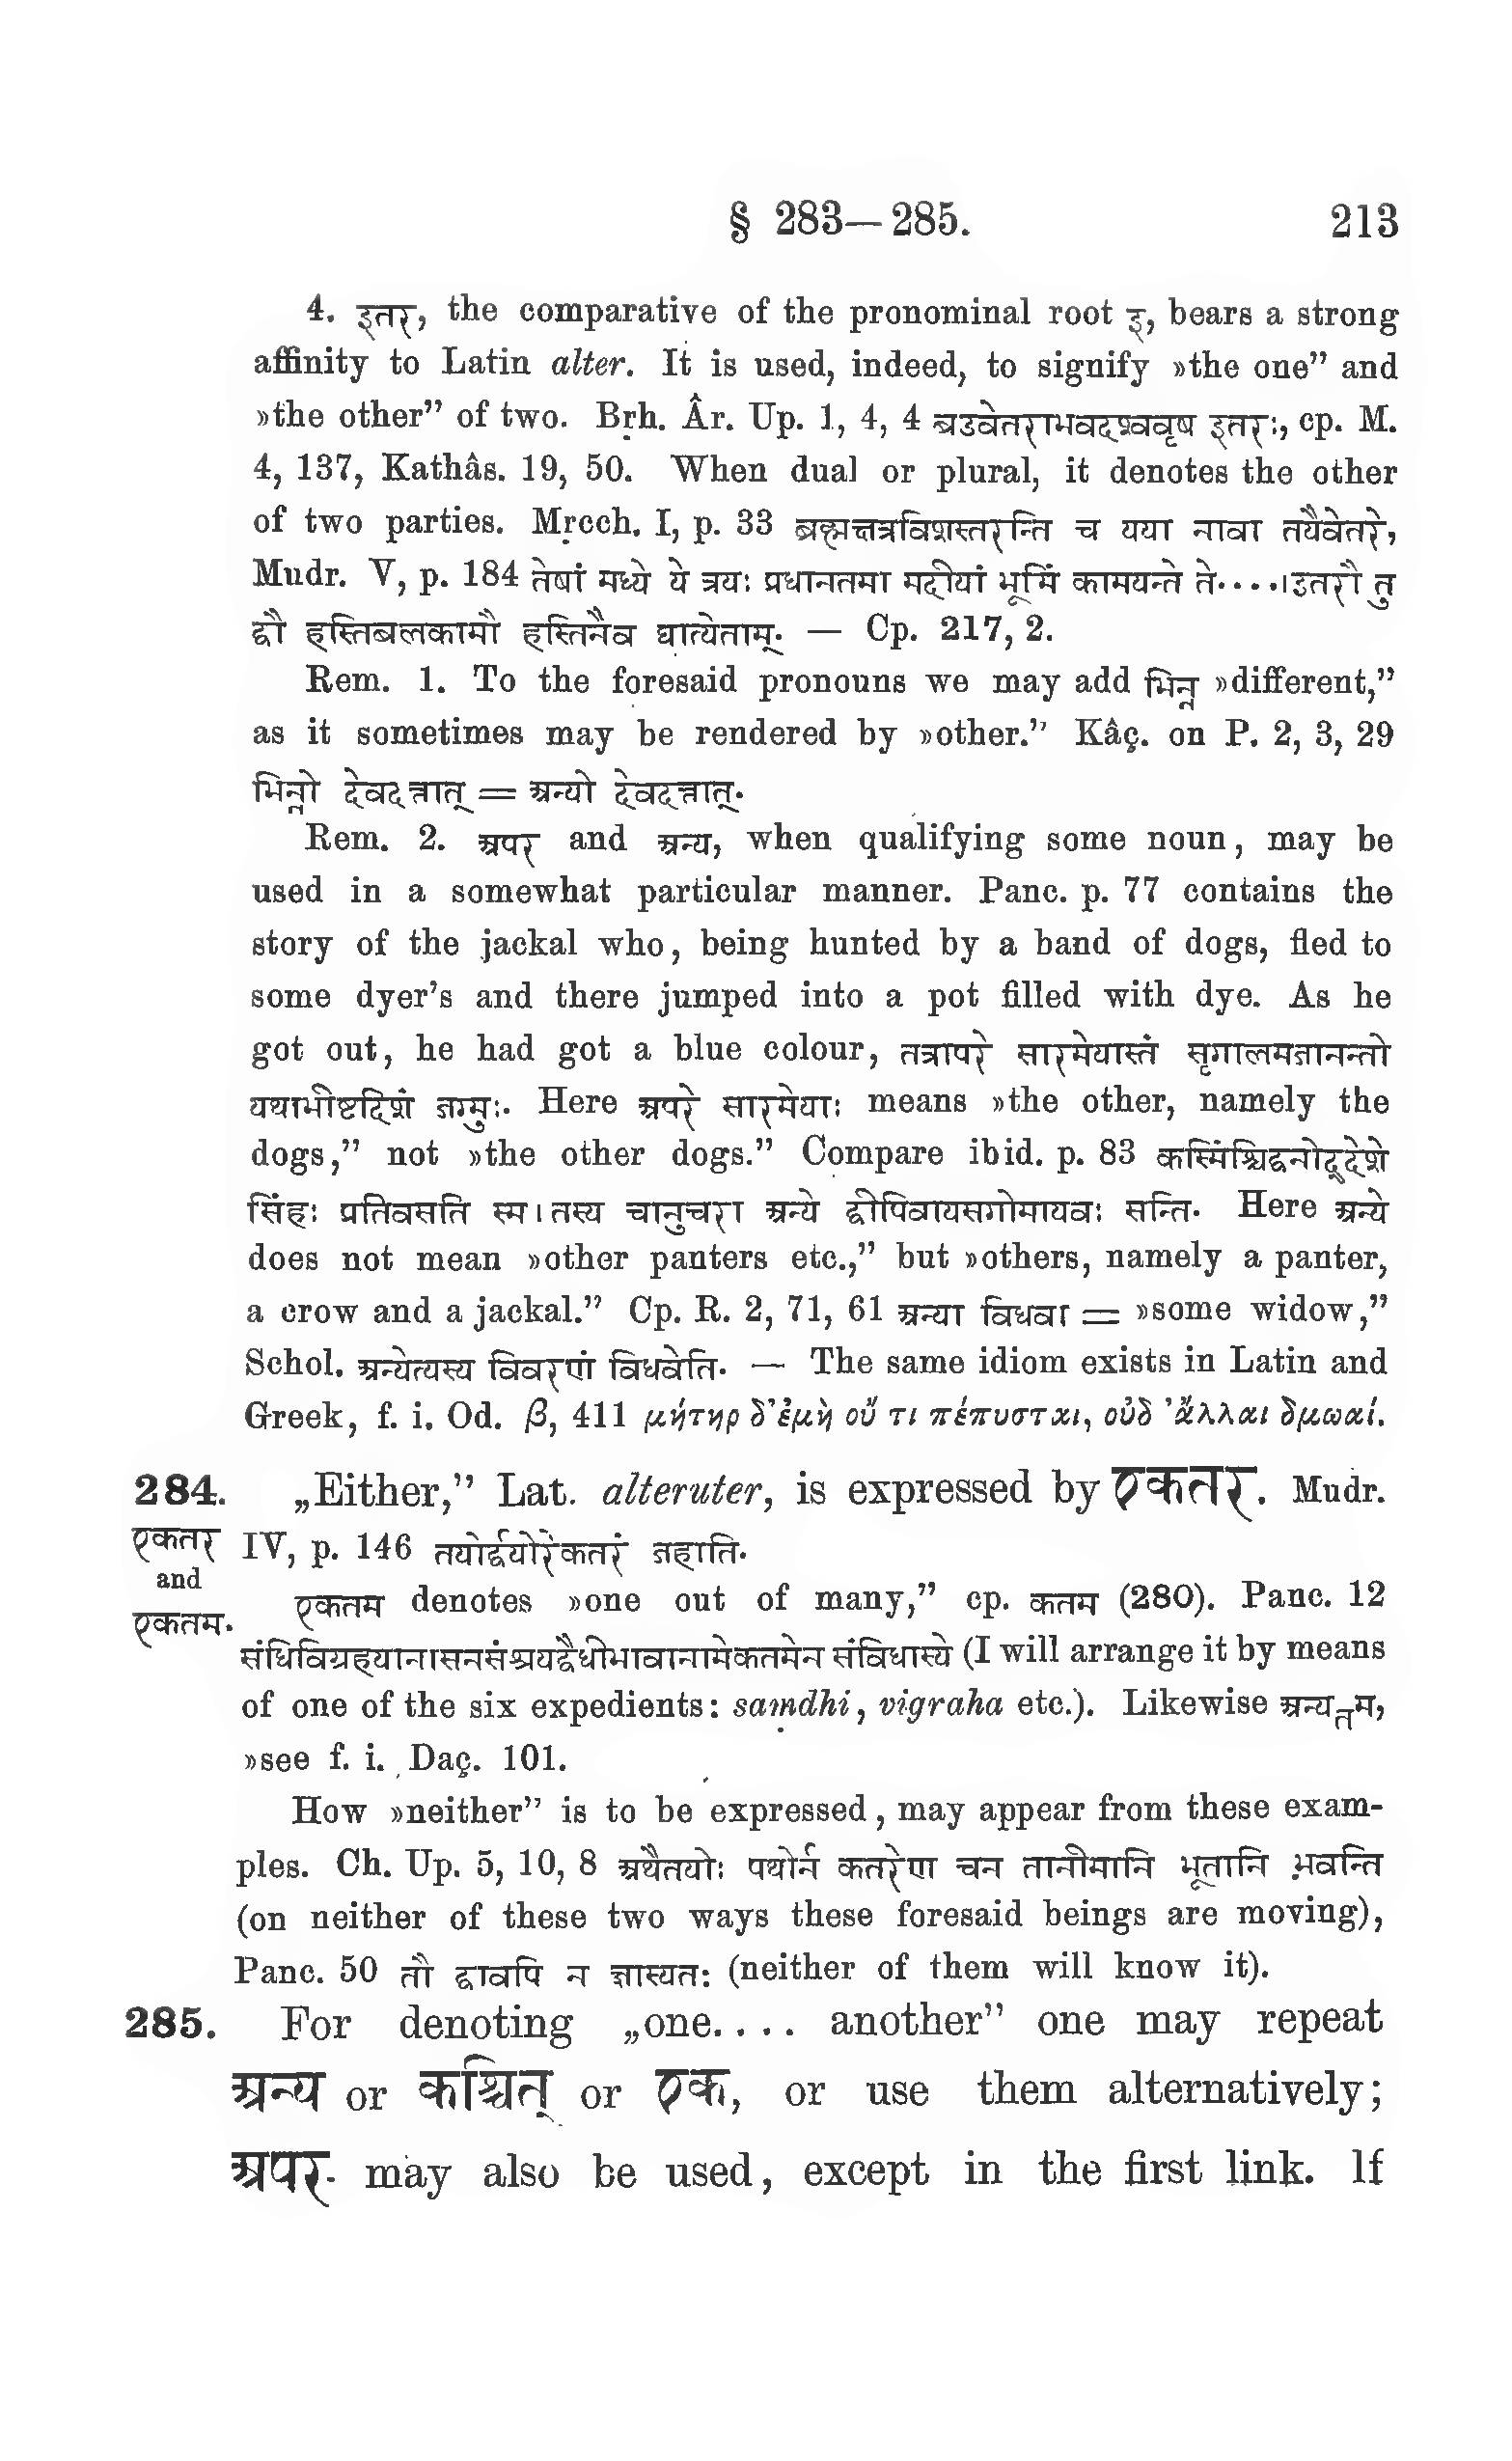 § 283—285. 213
4. इतर, the comparative of the pronominal root इ, bears a strong
affinity to Latin alter. It is used, indeed, to signify »the one” and
»the other” of two. Bṛh. Âr. Up. 1, 4, 4 बडवेतराभवदश्ववृष इतरः, cp. M.
4, 137, Kathâs. 19, 50. When dual or plural, it denotes the other
of two parties. Mṛcch. I, p. 33 ब्रह्मक्षत्रविशस्तरन्ति च यया नावा तयैवेतरे,
Mudr. V, p. 184 तेषां मध्ये ये त्रयः प्रधानतमा मदीयां भूमिं कामयन्ते ते....।इतरौ तु
द्वौ हस्तिबलकामौ हस्तिनैव घात्येताम्. — Cp. 217, 2.
Rem. 1. To the foresaid pronouns we may add भिन्न »different,”
as it sometimes may be rendered by »other.” Kâç. on P. 2, 3, 29
भिन्नो देवदत्तात् = अन्यो देवदत्तात्.
Rem. 2. अपर and अन्य, when qualifying some noun, may be
used in a somewhat particular manner. Panc. p. 77 contains the
story of the jackal who, being hunted by a band of dogs, fled to
some dyer’s and there jumped into a pot filled with dye. As he
got out, he had got a blue colour, तत्रापरे सारमेयास्तं सृगालमजानन्तो
यथाभीष्टदिशं जग्मुः. Here अपरे सारमेयाः means »the other, namely the
dogs,” not »the other dogs.” Compare ibid. p. 83 कस्मिंश्चिद्वनोद्देशे
सिंहः प्रतिवसति स्म। तस्य चानुचरा अन्ये द्वीपिवायसगोमायवः सन्ति. Here अन्ये
does not mean »other panters etc.,” but »others, namely a panter,
a crow and a jackal.” Cp. R. 2, 71, 61 अन्या विधवा = »some widow,”
Schol. अन्येत्यस्य विवरणं विधवेति. — The same idiom exists in Latin and
Greek, f. i. Od. β, 411 μήτηρ δ’ἐμὴ οὔ τι πέπυσται, οὐδ ’ἄλλαι δμωαί.
284. „Either,” Lat. alteruter, is expressed by एकतर. Mudr.
एकतर IV, p. 146 तयोर्द्वयोरेकतरं जहाति.
and
एकतम. एकतम denotes »one out of many,” cp. कतम (280). Panc. 12
संधिविग्रहयानासनसंश्रयद्वैधीभावानामेकतमेन संविधास्ये (I will arrange it by means
of one of the six expedients: saṃdhi, vigraha etc.). Likewise अन्यतम,
»see f. i. Daç. 101.
How »neither” is to be expressed, may appear from these exam-
ples. Ch. Up. 5, 10, 8 अथैतयोः पथोर्न कतरेण चन तानीमानि भूतानि भवन्ति
(on neither of these two ways these foresaid beings are moving),
Panc. 50 तौ द्वावपि न ज्ञास्यतः (neither of them will know it).
285. For denoting „one.... another” one may repeat
अन्य or कश्चित् or एक, or use them alternatively;
अपर may also be used, except in the first link. If